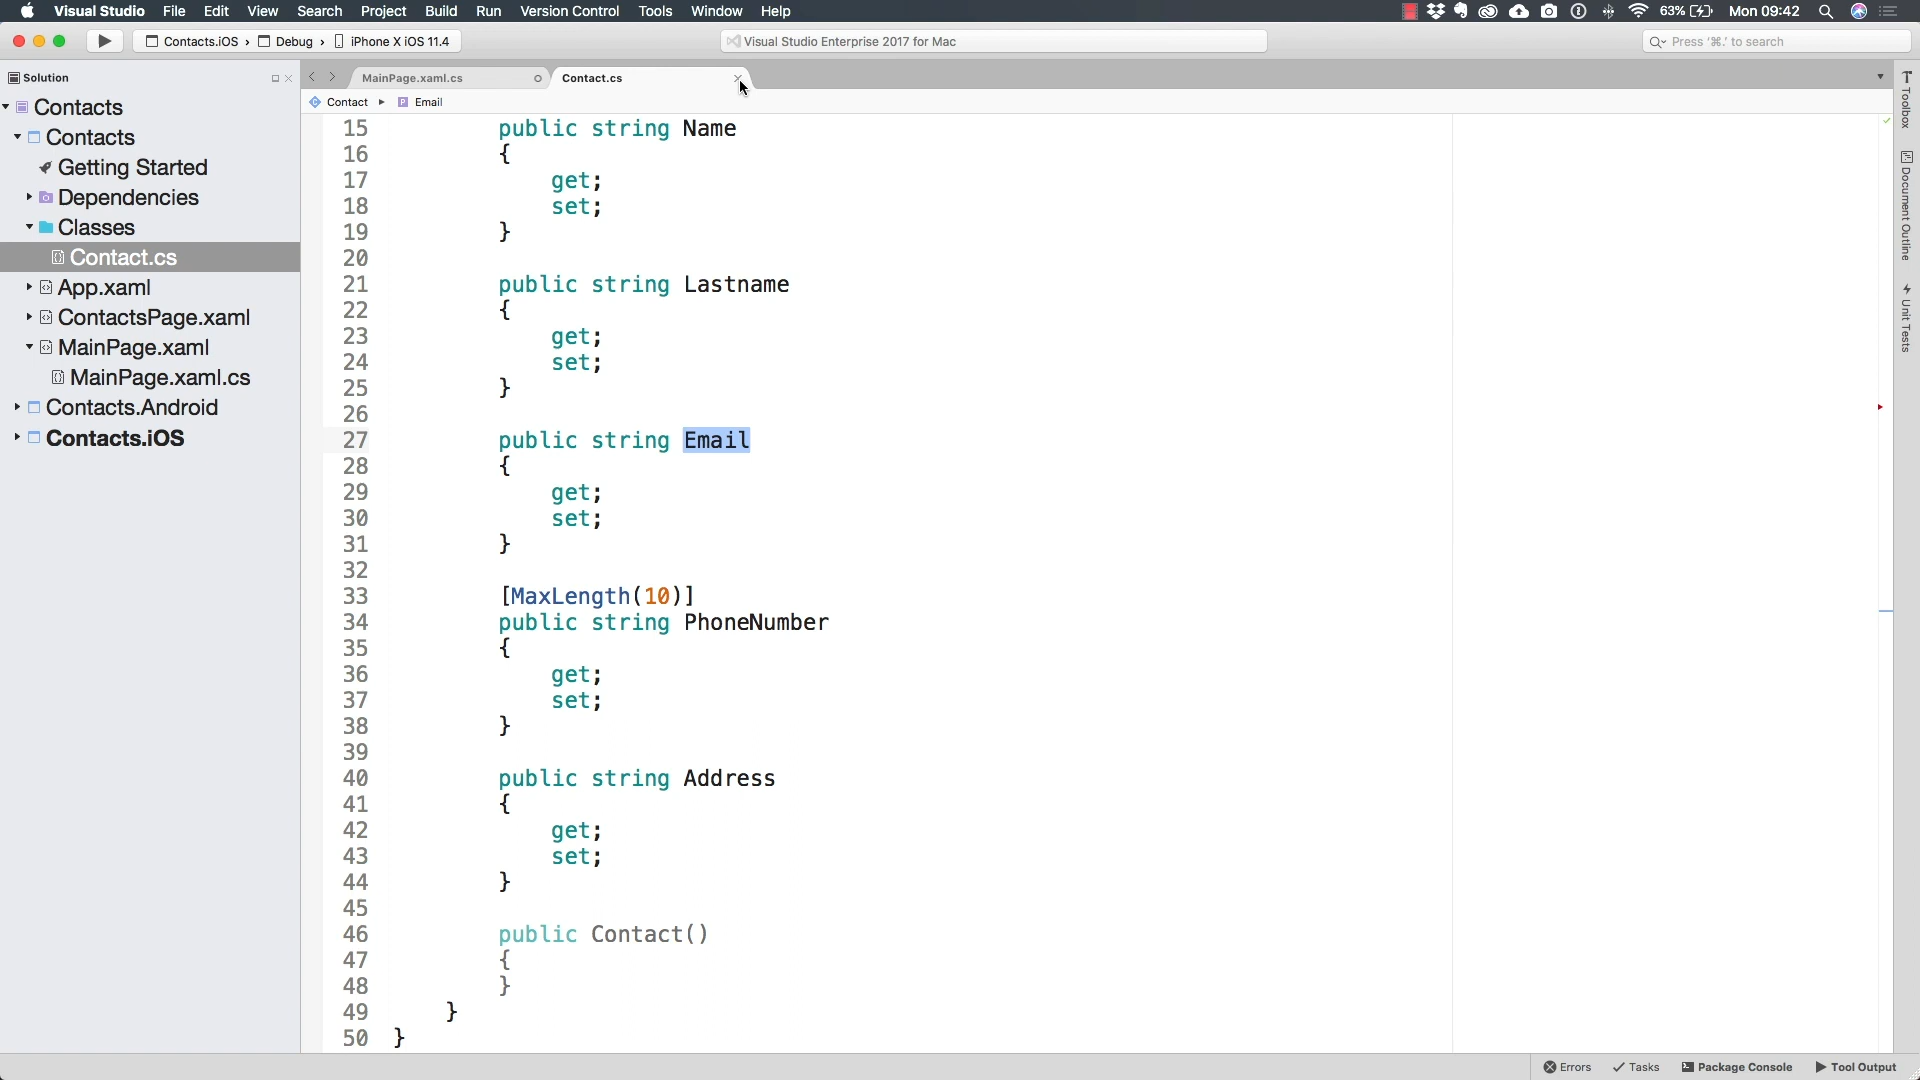 Visual Studio File Edit View Search Project Build Run Version Control Tools Window Help 63% Mon 09:42
Contacts.iOS › Debug › iPhone X iOS 11.4 Visual Studio Enterprise 2017 for Mac Press '⌘.' to search
Solution MainPage.xaml.cs Contact.cs
Contact Email
Contacts
Contacts
Getting Started
Dependencies
Classes
Contact.cs
App.xaml
ContactsPage.xaml
MainPage.xaml
MainPage.xaml.cs
Contacts.Android
Contacts.iOS
15 public string Name
16 {
17 get;
18 set;
19 }
20
21 public string Lastname
22 {
23 get;
24 set;
25 }
26
27 public string Email
28 {
29 get;
30 set;
31 }
32
33 [MaxLength(10)]
34 public string PhoneNumber
35 {
36 get;
37 set;
38 }
39
40 public string Address
41 {
42 get;
43 set;
44 }
45
46 public Contact()
47 {
48 }
49 }
50 }
Toolbox
Document Outline
Unit Tests
Errors Tasks Package Console Tool Output